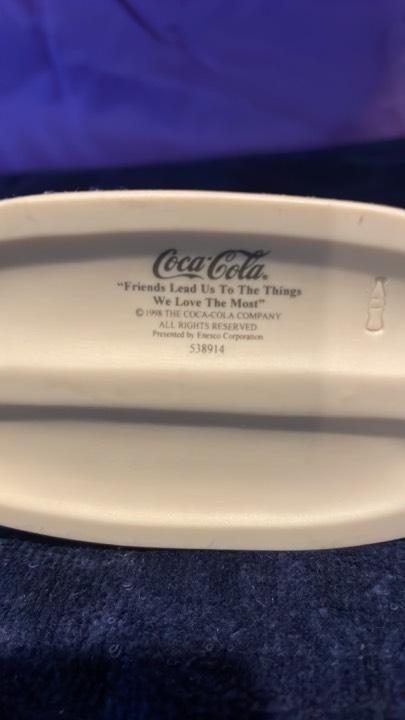 Coca-Cola®
"Friends Lead Us To The Things
We Love The Most"
© 1998 THE COCA-COLA COMPANY
ALL RIGHTS RESERVED
Presented by Enesco Corporation
538914